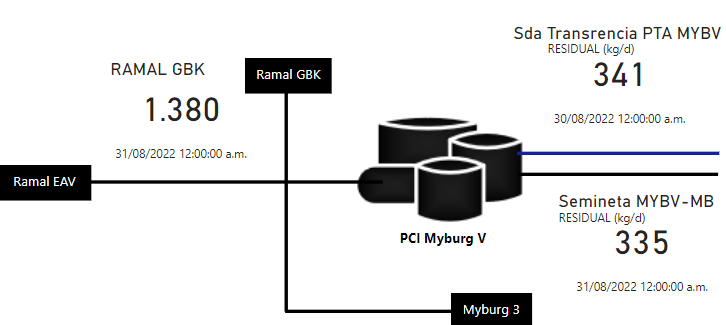 Sda Transrencia PTA MYBV
RESIDUAL (kg/d)
341
30/08/2022 12:00:00 a.m.
RAMAL GBK
1.380
31/08/2022 12:00:00 a.m.
Ramal GBK
Ramal EAV
PCI Myburg V
Semineta MYBV-MB
RESIDUAL (kg/d)
335
31/08/2022 12:00:00 a.m.
Myburg 3